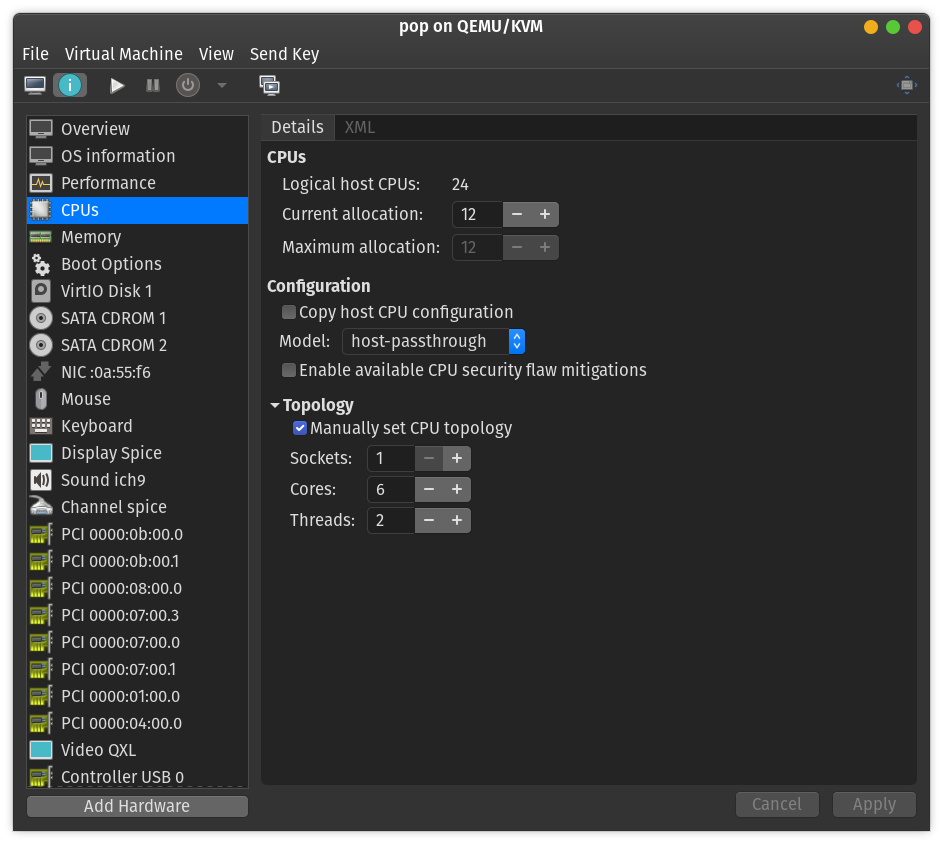 pop on QEMU/KVM
File Virtual Machine View Send Key
Overview
OS information
Performance
CPUs
Memory
Boot Options
VirtIO Disk 1
SATA CDROM 1
SATA CDROM 2
NIC :0a:55:f6
Mouse
Keyboard
Display Spice
Sound ich9
Channel spice
PCI 0000:0b:00.0
PCI 0000:0b:00.1
PCI 0000:08:00.0
PCI 0000:07:00.3
PCI 0000:07:00.0
PCI 0000:07:00.1
PCI 0000:01:00.0
PCI 0000:04:00.0
Video QXL
Controller USB 0
Add Hardware
Details XML
CPUs
Logical host CPUs: 24
Current allocation: 12 − +
Maximum allocation: 12 − +
Configuration
Copy host CPU configuration
Model: host-passthrough
Enable available CPU security flaw mitigations
Topology
Manually set CPU topology
Sockets: 1 − +
Cores: 6 − +
Threads: 2 − +
Cancel Apply